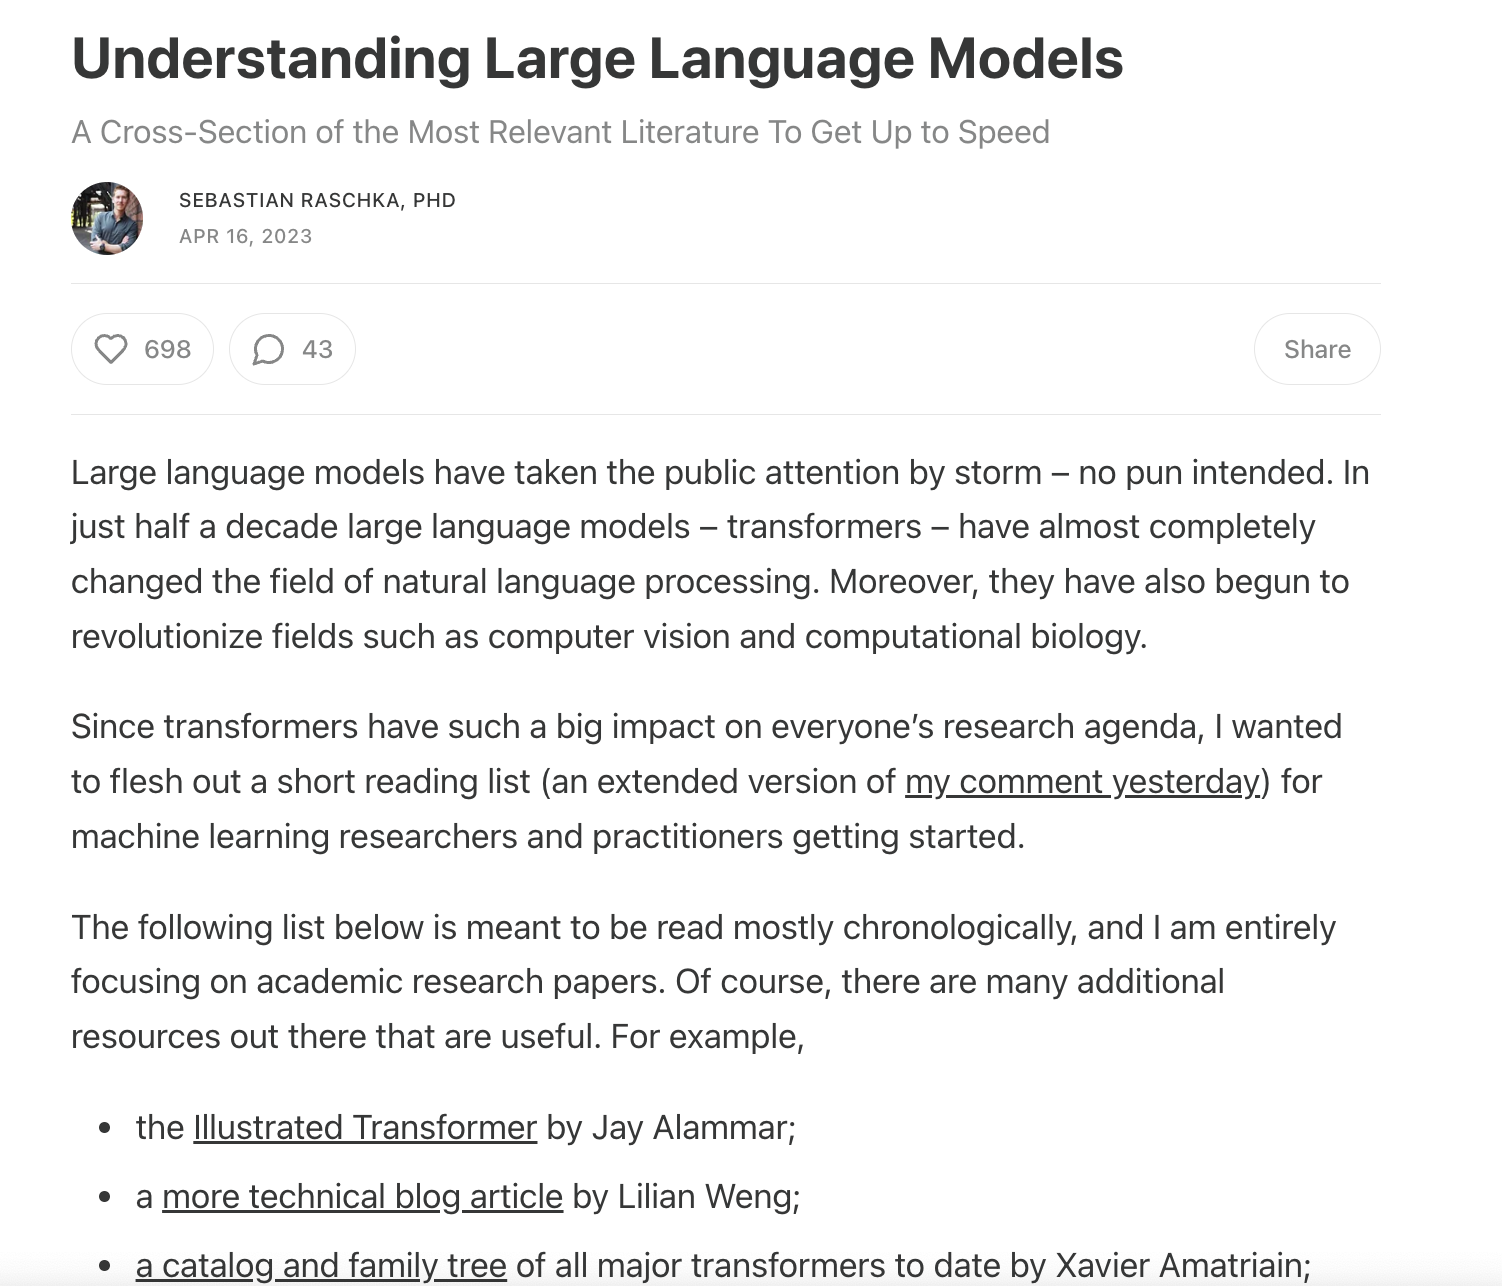 Understanding Large Language Models
A Cross-Section of the Most Relevant Literature To Get Up to Speed
SEBASTIAN RASCHKA, PHD
APR 16, 2023
698
43
Share
Large language models have taken the public attention by storm – no pun intended. In
just half a decade large language models – transformers – have almost completely
changed the field of natural language processing. Moreover, they have also begun to
revolutionize fields such as computer vision and computational biology.
Since transformers have such a big impact on everyone’s research agenda, I wanted
to flesh out a short reading list (an extended version of my comment yesterday) for
machine learning researchers and practitioners getting started.
The following list below is meant to be read mostly chronologically, and I am entirely
focusing on academic research papers. Of course, there are many additional
resources out there that are useful. For example,
• the Illustrated Transformer by Jay Alammar;
• a more technical blog article by Lilian Weng;
• a catalog and family tree of all major transformers to date by Xavier Amatriain;